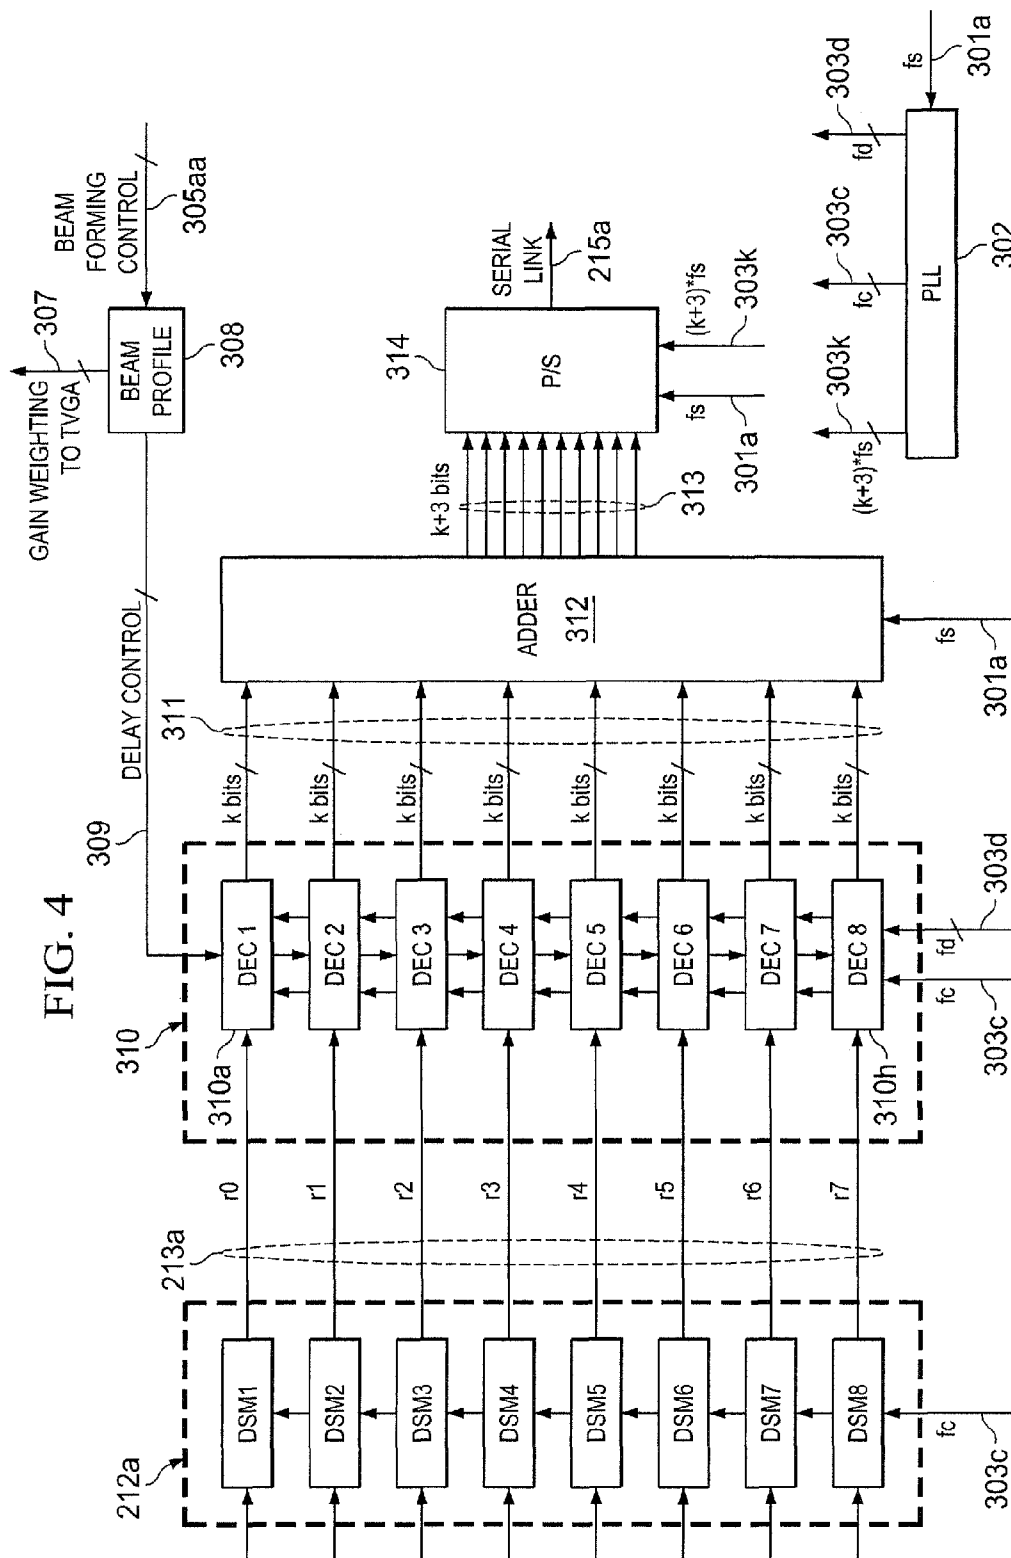 FIG. 4
GAIN WEIGHTING
TO TVGA
307
BEAM
FORMING
CONTROL
305aa
BEAM
PROFILE
308
309
DELAY CONTROL
212a
DSM1
DSM2
DSM3
DSM4
DSM5
DSM6
DSM7
DSM8
fc
303c
213a
r0
r1
r2
r3
r4
r5
r6
r7
310
310a
DEC 1
DEC 2
DEC 3
DEC 4
DEC 5
DEC 6
DEC 7
DEC 8
310h
fc
303c
fd
303d
k bits
k bits
k bits
k bits
k bits
k bits
k bits
k bits
311
ADDER
312
fs
301a
k+3 bits
313
314
P/S
SERIAL
LINK
215a
fs
301a
(k+3)*fs
303k
(k+3)*fs
303k
fc
303c
fd
303d
PLL
302
fs
301a